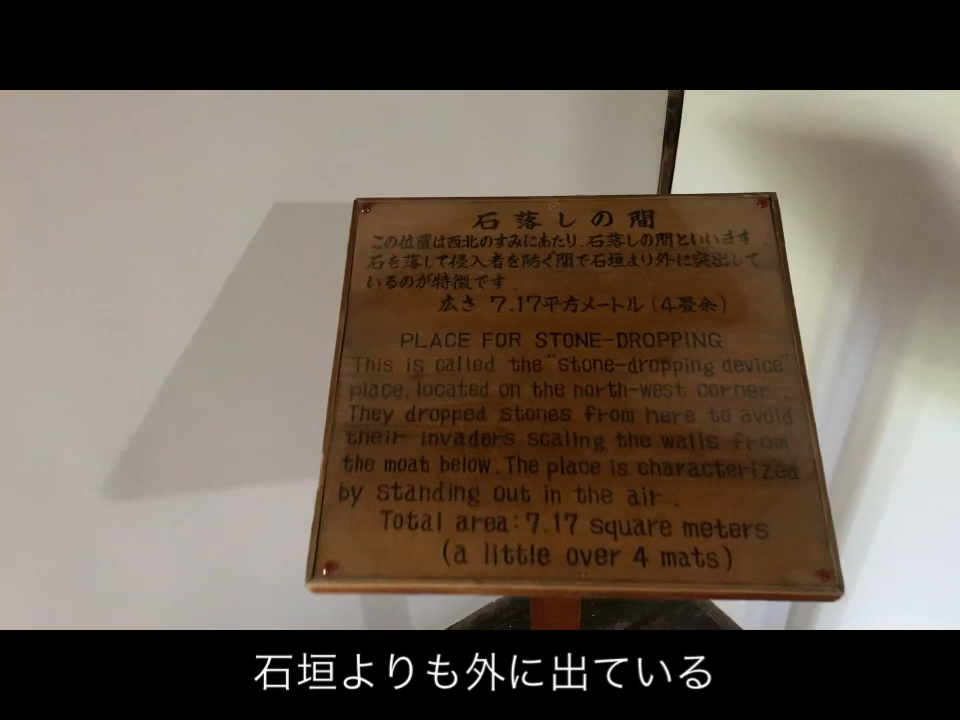 石落しの間
この位置は西北のすみにあたり、石落しの間といいます
石を落して侵入者を防ぐ間で石垣より外に突出して
いるのが特徴です.
広さ 7.17平方メートル(4畳余)
PLACE FOR STONE-DROPPING
This is called the "stone-dropping device"
place, located on the north-west corner.
They dropped stones from here to avoid
their invaders scaling the walls from
the moat below. The place is characterized
by standing out in the air.
Total area: 7.17 square meters
(a little over 4 mats)
石垣よりも外に出ている